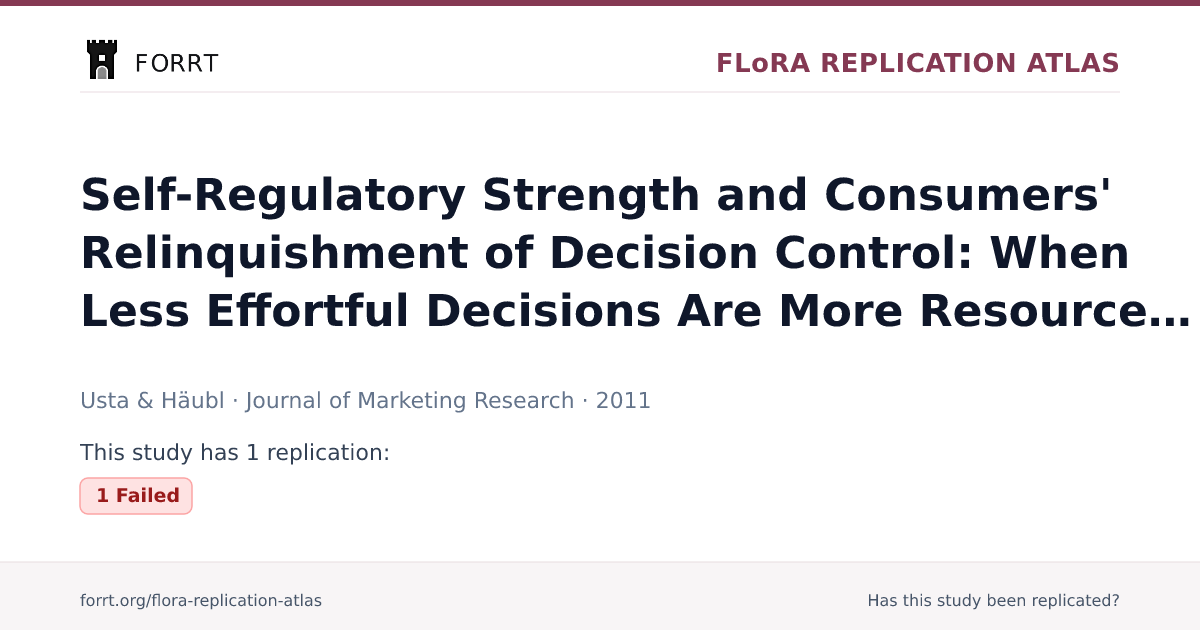 FORRT
FLoRA REPLICATION ATLAS
Self-Regulatory Strength and Consumers'
Relinquishment of Decision Control: When
Less Effortful Decisions Are More Resource…
Usta & Häubl · Journal of Marketing Research · 2011
This study has 1 replication:
1 Failed
forrt.org/flora-replication-atlas
Has this study been replicated?